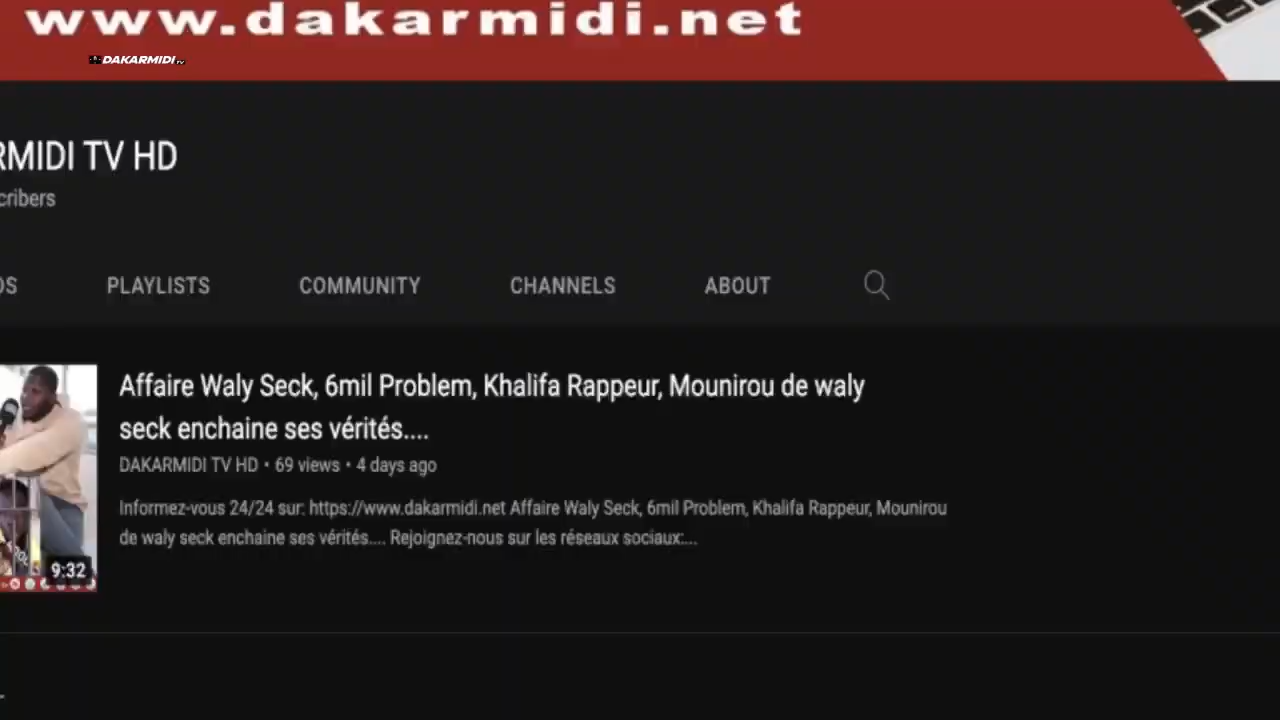 www.dakarmidi.net
DAKARMIDI TV
RMIDI TV HD
cribers
OS
PLAYLISTS
COMMUNITY
CHANNELS
ABOUT
Affaire Waly Seck, 6mil Problem, Khalifa Rappeur, Mounirou de waly
seck enchaine ses vérités....
DAKARMIDI TV HD • 69 views • 4 days ago
Informez-vous 24/24 sur: https://www.dakarmidi.net Affaire Waly Seck, 6mil Problem, Khalifa Rappeur, Mounirou
de waly seck enchaine ses vérités.... Rejoignez-nous sur les réseaux sociaux:...
9:32